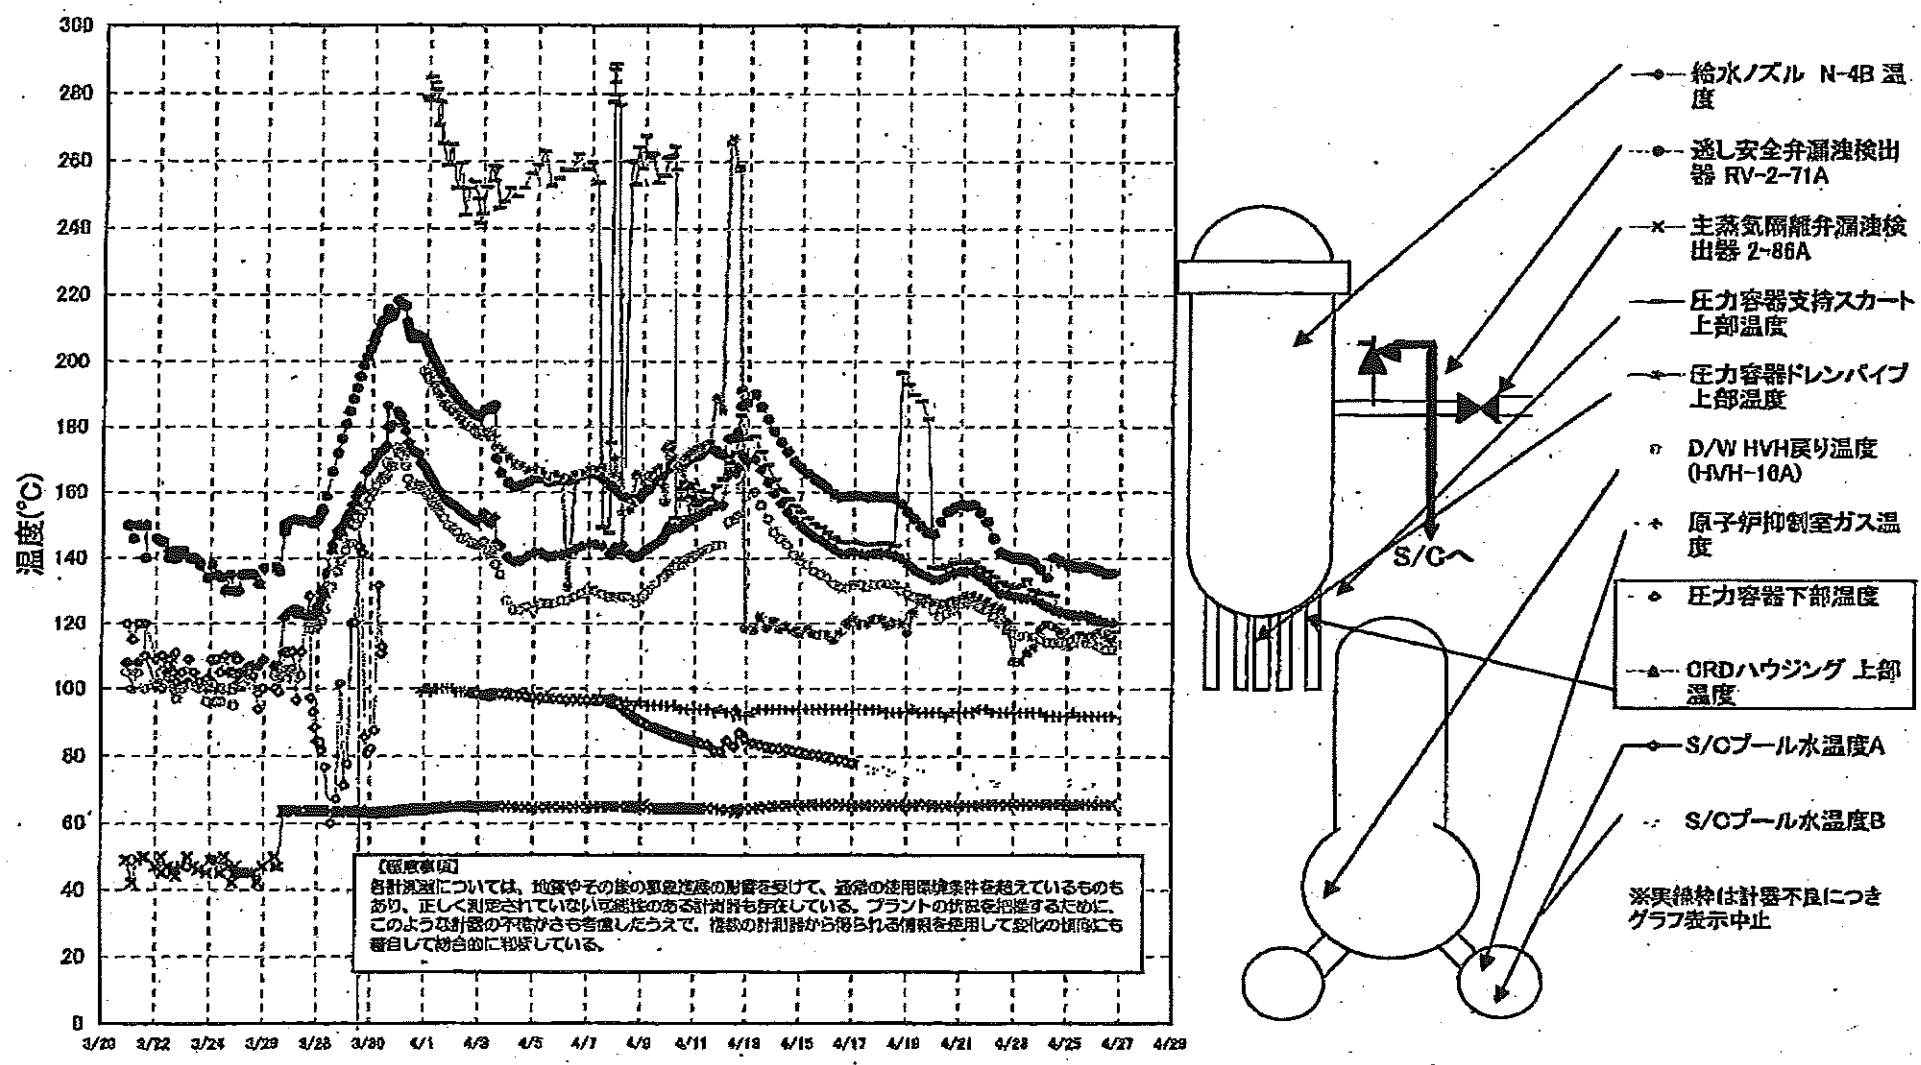 300
280
260
240
220
200
180
160
140
120
100
80
60
40
20
0
温度(℃)
3/22
3/24
3/28
3/30
4/1
4/3
4/5
4/7
4/9
4/11
4/13
4/15
4/17
4/19
4/21
4/23
4/25
4/27
4/29
各計測器については、地震やその後の事象進展の影響を受けて、通常の使用環境条件を超えているものも
あり、正しく測定されていない可能性のある計測器も存在している。プラントの状況を把握するために、
このような計器の不確かさも考慮したうえで、複数の計測器から得られる情報を使用して変化の傾向にも
着目して総合的に判断している。
S/Cへ
給水ノズル N-4B 温
度
逃し安全弁漏洩検出
器 RV-2-71A
主蒸気隔離弁漏洩検
出器 2-86A
圧力容器支持スカート
上部温度
圧力容器ドレンパイプ
上部温度
D/W HVH戻り温度
(HVH-16A)
原子炉抑制室ガス温
度
圧力容器下部温度
CRDハウジング 上部
温度
S/Cプール水温度A
S/Cプール水温度B
※実線枠は計器不良につき
グラフ表示中止